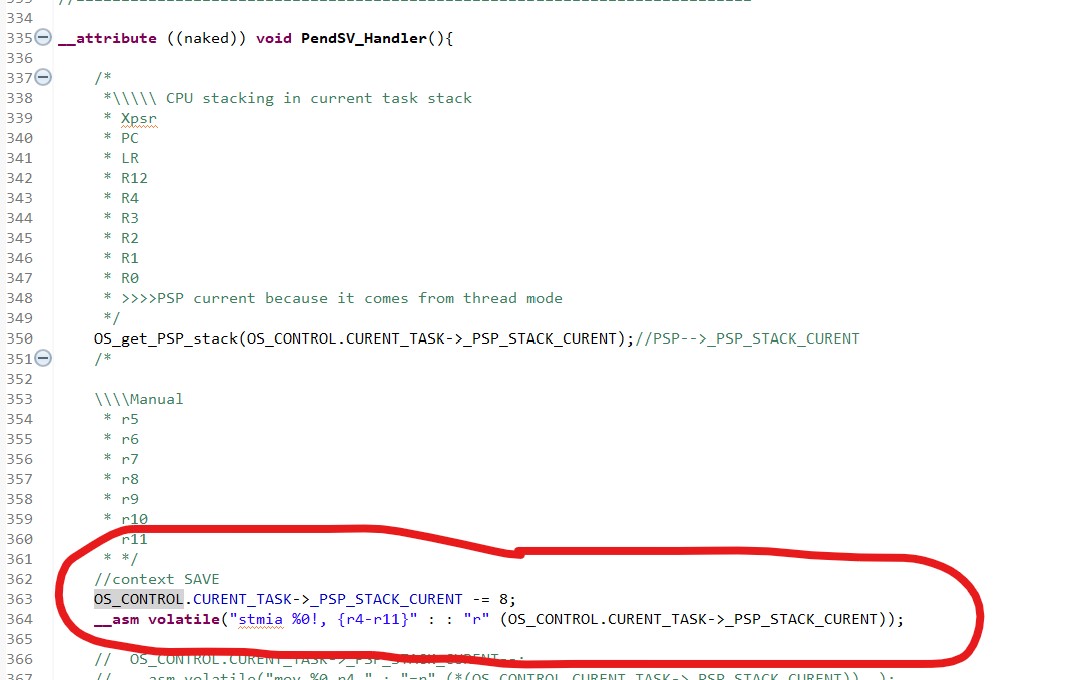 334
335 __attribute ((naked)) void PendSV_Handler(){
336
337 /*
338 *\\\\\ CPU stacking in current task stack
339 * Xpsr
340 * PC
341 * LR
342 * R12
343 * R4
344 * R3
345 * R2
346 * R1
347 * R0
348 * >>>>PSP current because it comes from thread mode
349 */
350 OS_get_PSP_stack(OS_CONTROL.CURENT_TASK->_PSP_STACK_CURENT);//PSP-->_PSP_STACK_CURENT
351 /*
352
353 \\\\Manual
354 * r5
355 * r6
356 * r7
357 * r8
358 * r9
359 * r10
360 r11
361 * */
362 //context SAVE
363 OS_CONTROL.CURENT_TASK->_PSP_STACK_CURENT -= 8;
364 __asm volatile("stmia %0!, {r4-r11}" : : "r" (OS_CONTROL.CURENT_TASK->_PSP_STACK_CURENT));
365
366 // OS_CONTROL.CURENT_TASK->_PSP_STACK_CURENT--;
367 // asm volatile("mov %0,r4 " : "=r" (*(OS_CONTROL.CURENT_TASK->_PSP_STACK_CURENT)) );